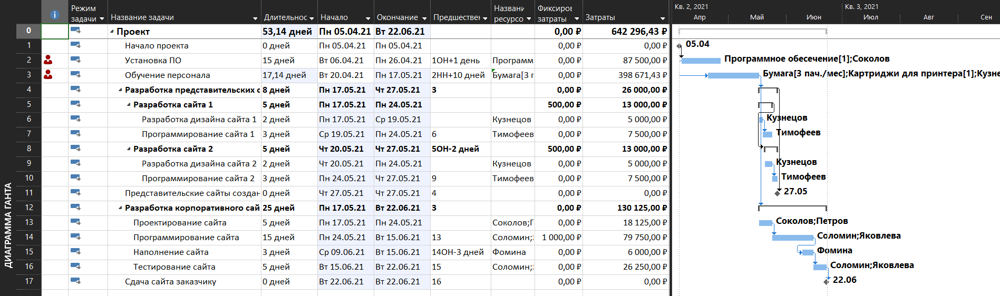 ДИАГРАММА ГАНТА
Режим задачи Название задачи Длительнос Начало Окончание Предшествен Названи ресурсо Фиксиров затраты Затраты
0 Проект 53,14 дней Пн 05.04.21 Вт 22.06.21 0,00 ₽ 642 296,43 ₽
1 Начало проекта 0 дней Пн 05.04.21 Пн 05.04.21 0,00 ₽ 0,00 ₽
2 Установка ПО 15 дней Вт 06.04.21 Пн 26.04.21 1ОН+1 день Программ 0,00 ₽ 87 500,00 ₽
3 Обучение персонала 17,14 дней Вт 20.04.21 Пн 17.05.21 2НН+10 дней Бумага[3 г 0,00 ₽ 398 671,43 ₽
4 Разработка представительских с 8 дней Пн 17.05.21 Чт 27.05.21 3 0,00 ₽ 26 000,00 ₽
5 Разработка сайта 1 5 дней Пн 17.05.21 Пн 24.05.21 500,00 ₽ 13 000,00 ₽
6 Разработка дизайна сайта 1 2 дней Пн 17.05.21 Ср 19.05.21 Кузнецов 0,00 ₽ 5 000,00 ₽
7 Программирование сайта 1 3 дней Ср 19.05.21 Пн 24.05.21 6 Тимофеев 0,00 ₽ 7 500,00 ₽
8 Разработка сайта 2 5 дней Чт 20.05.21 Чт 27.05.21 5ОН-2 дней 500,00 ₽ 13 000,00 ₽
9 Разработка дизайна сайта 2 2 дней Чт 20.05.21 Пн 24.05.21 Кузнецов 0,00 ₽ 5 000,00 ₽
10 Программирование сайта 2 3 дней Пн 24.05.21 Чт 27.05.21 9 Тимофеев 0,00 ₽ 7 500,00 ₽
11 Представительские сайты создан 0 дней Чт 27.05.21 Чт 27.05.21 4 0,00 ₽ 0,00 ₽
12 Разработка корпоративного сай 25 дней Пн 17.05.21 Вт 22.06.21 3 0,00 ₽ 130 125,00 ₽
13 Проектирование сайта 5 дней Пн 17.05.21 Пн 24.05.21 Соколов;П 0,00 ₽ 18 125,00 ₽
14 Программирование сайта 15 дней Пн 24.05.21 Вт 15.06.21 13 Соломин; 1 000,00 ₽ 79 750,00 ₽
15 Наполнение сайта 3 дней Ср 09.06.21 Вт 15.06.21 14ОН-3 дней Фомина 0,00 ₽ 6 000,00 ₽
16 Тестирование сайта 5 дней Вт 15.06.21 Вт 22.06.21 15 Соломин; 0,00 ₽ 26 250,00 ₽
17 Сдача сайта заказчику 0 дней Вт 22.06.21 Вт 22.06.21 16 0,00 ₽ 0,00 ₽
Кв. 2, 2021 Кв. 3, 2021
Апр Май Июн Июл Авг Сен
05.04
Программное обесечение[1];Соколов
Бумага[3 пач./мес];Картриджи для принтера[1];Кузне
Кузнецов
Тимофеев
Кузнецов
Тимофеев
27.05
Соколов;Петров
Соломин;Яковлева
Фомина
Соломин;Яковлева
22.06